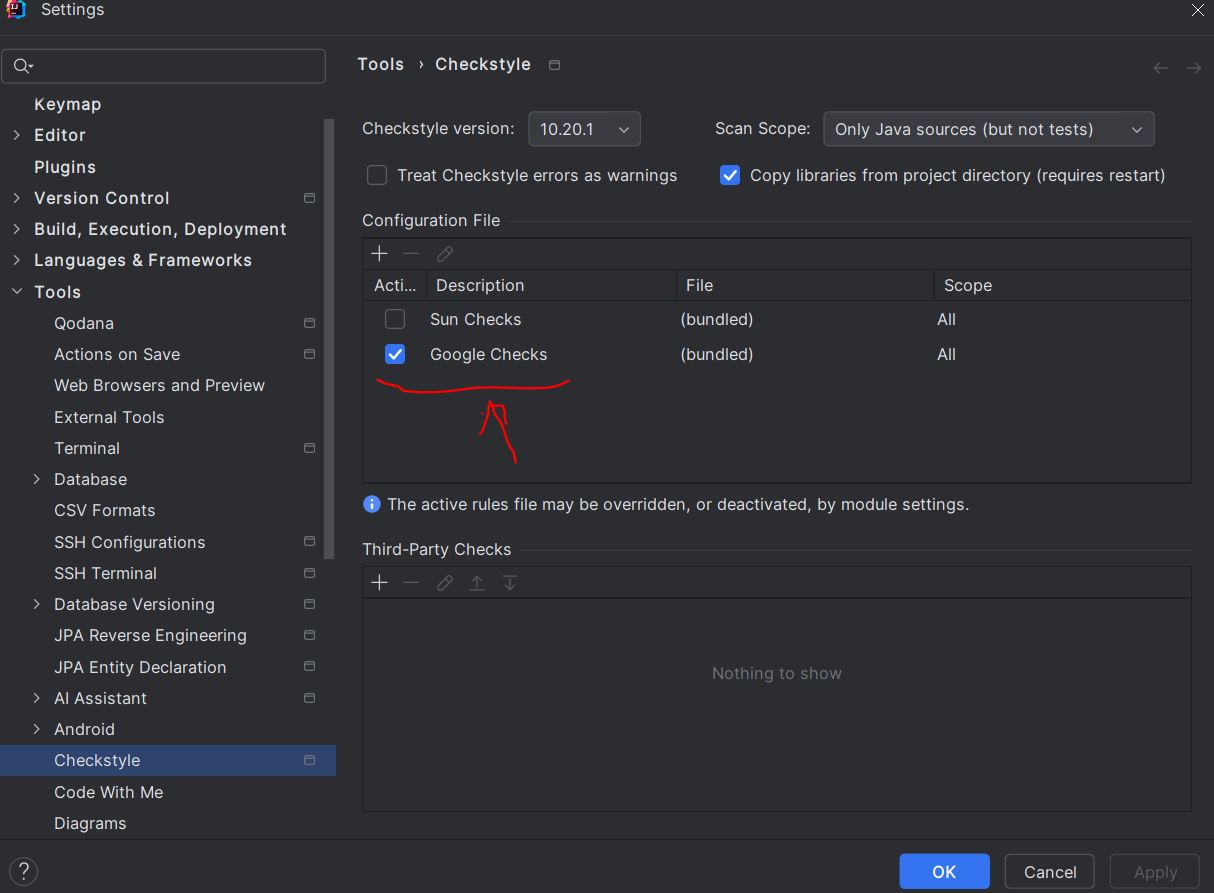 Settings
Keymap
Editor
Plugins
Version Control
Build, Execution, Deployment
Languages & Frameworks
Tools
Qodana
Actions on Save
Web Browsers and Preview
External Tools
Terminal
Database
CSV Formats
SSH Configurations
SSH Terminal
Database Versioning
JPA Reverse Engineering
JPA Entity Declaration
AI Assistant
Android
Checkstyle
Code With Me
Diagrams
Tools › Checkstyle
Checkstyle version: 10.20.1 Scan Scope: Only Java sources (but not tests)
Treat Checkstyle errors as warnings Copy libraries from project directory (requires restart)
Configuration File
Acti... Description File Scope
Sun Checks (bundled) All
Google Checks (bundled) All
The active rules file may be overridden, or deactivated, by module settings.
Third-Party Checks
Nothing to show
? OK Cancel Apply